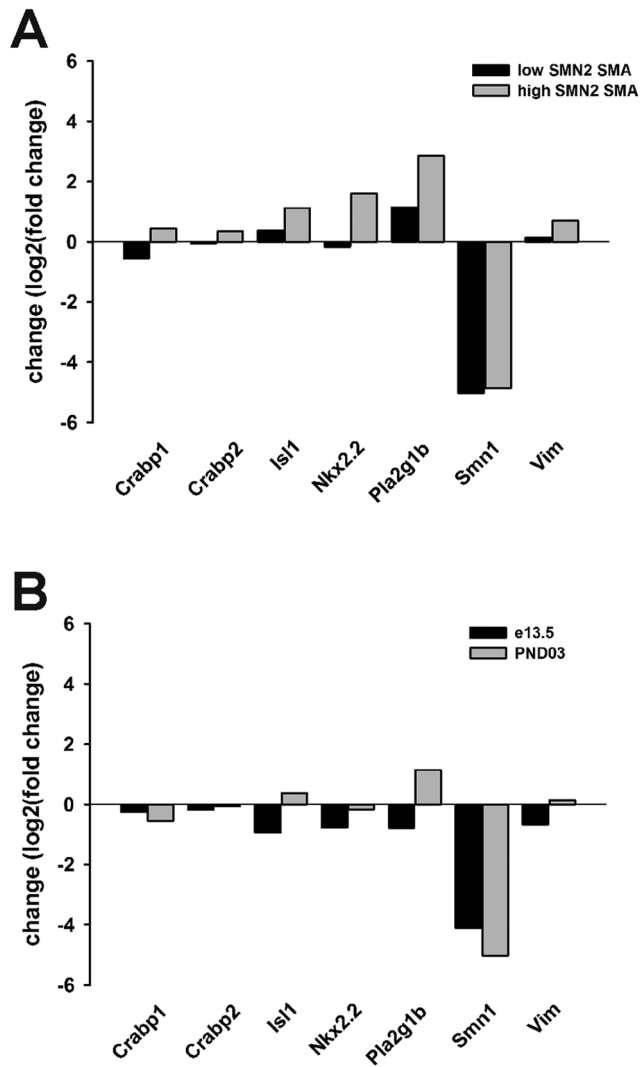 A
low SMN2 SMA
high SMN2 SMA
change (log2(fold change)
6
4
2
0
-2
-4
-6
Crabp1
Crabp2
Isl1
Nkx2.2
Pla2g1b
Smn1
Vim
B
e13.5
PND03
change (log2(fold change)
6
4
2
0
-2
-4
-6
Crabp1
Crabp2
Isl1
Nkx2.2
Pla2g1b
Smn1
Vim